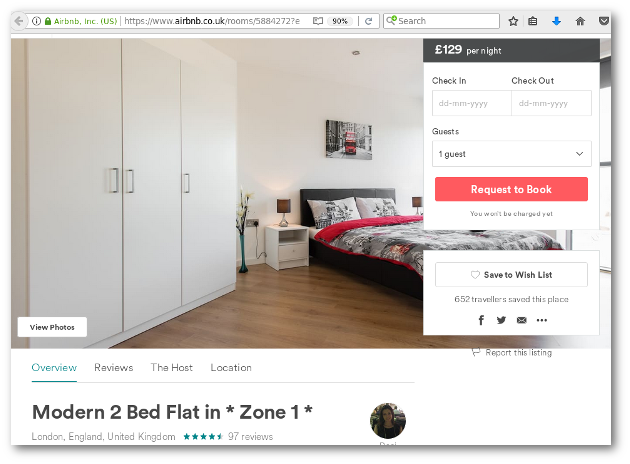 Airbnb, Inc. (US)
https://www.airbnb.co.uk/rooms/5884272?e
90%
Search
£129 per night
Check In
Check Out
dd-mm-yyyy
dd-mm-yyyy
Guests
1 guest
Request to Book
You won't be charged yet
Save to Wish List
652 travellers saved this place
Report this listing
View Photos
Overview
Reviews
The Host
Location
Modern 2 Bed Flat in * Zone 1 *
London, England, United Kingdom
97 reviews